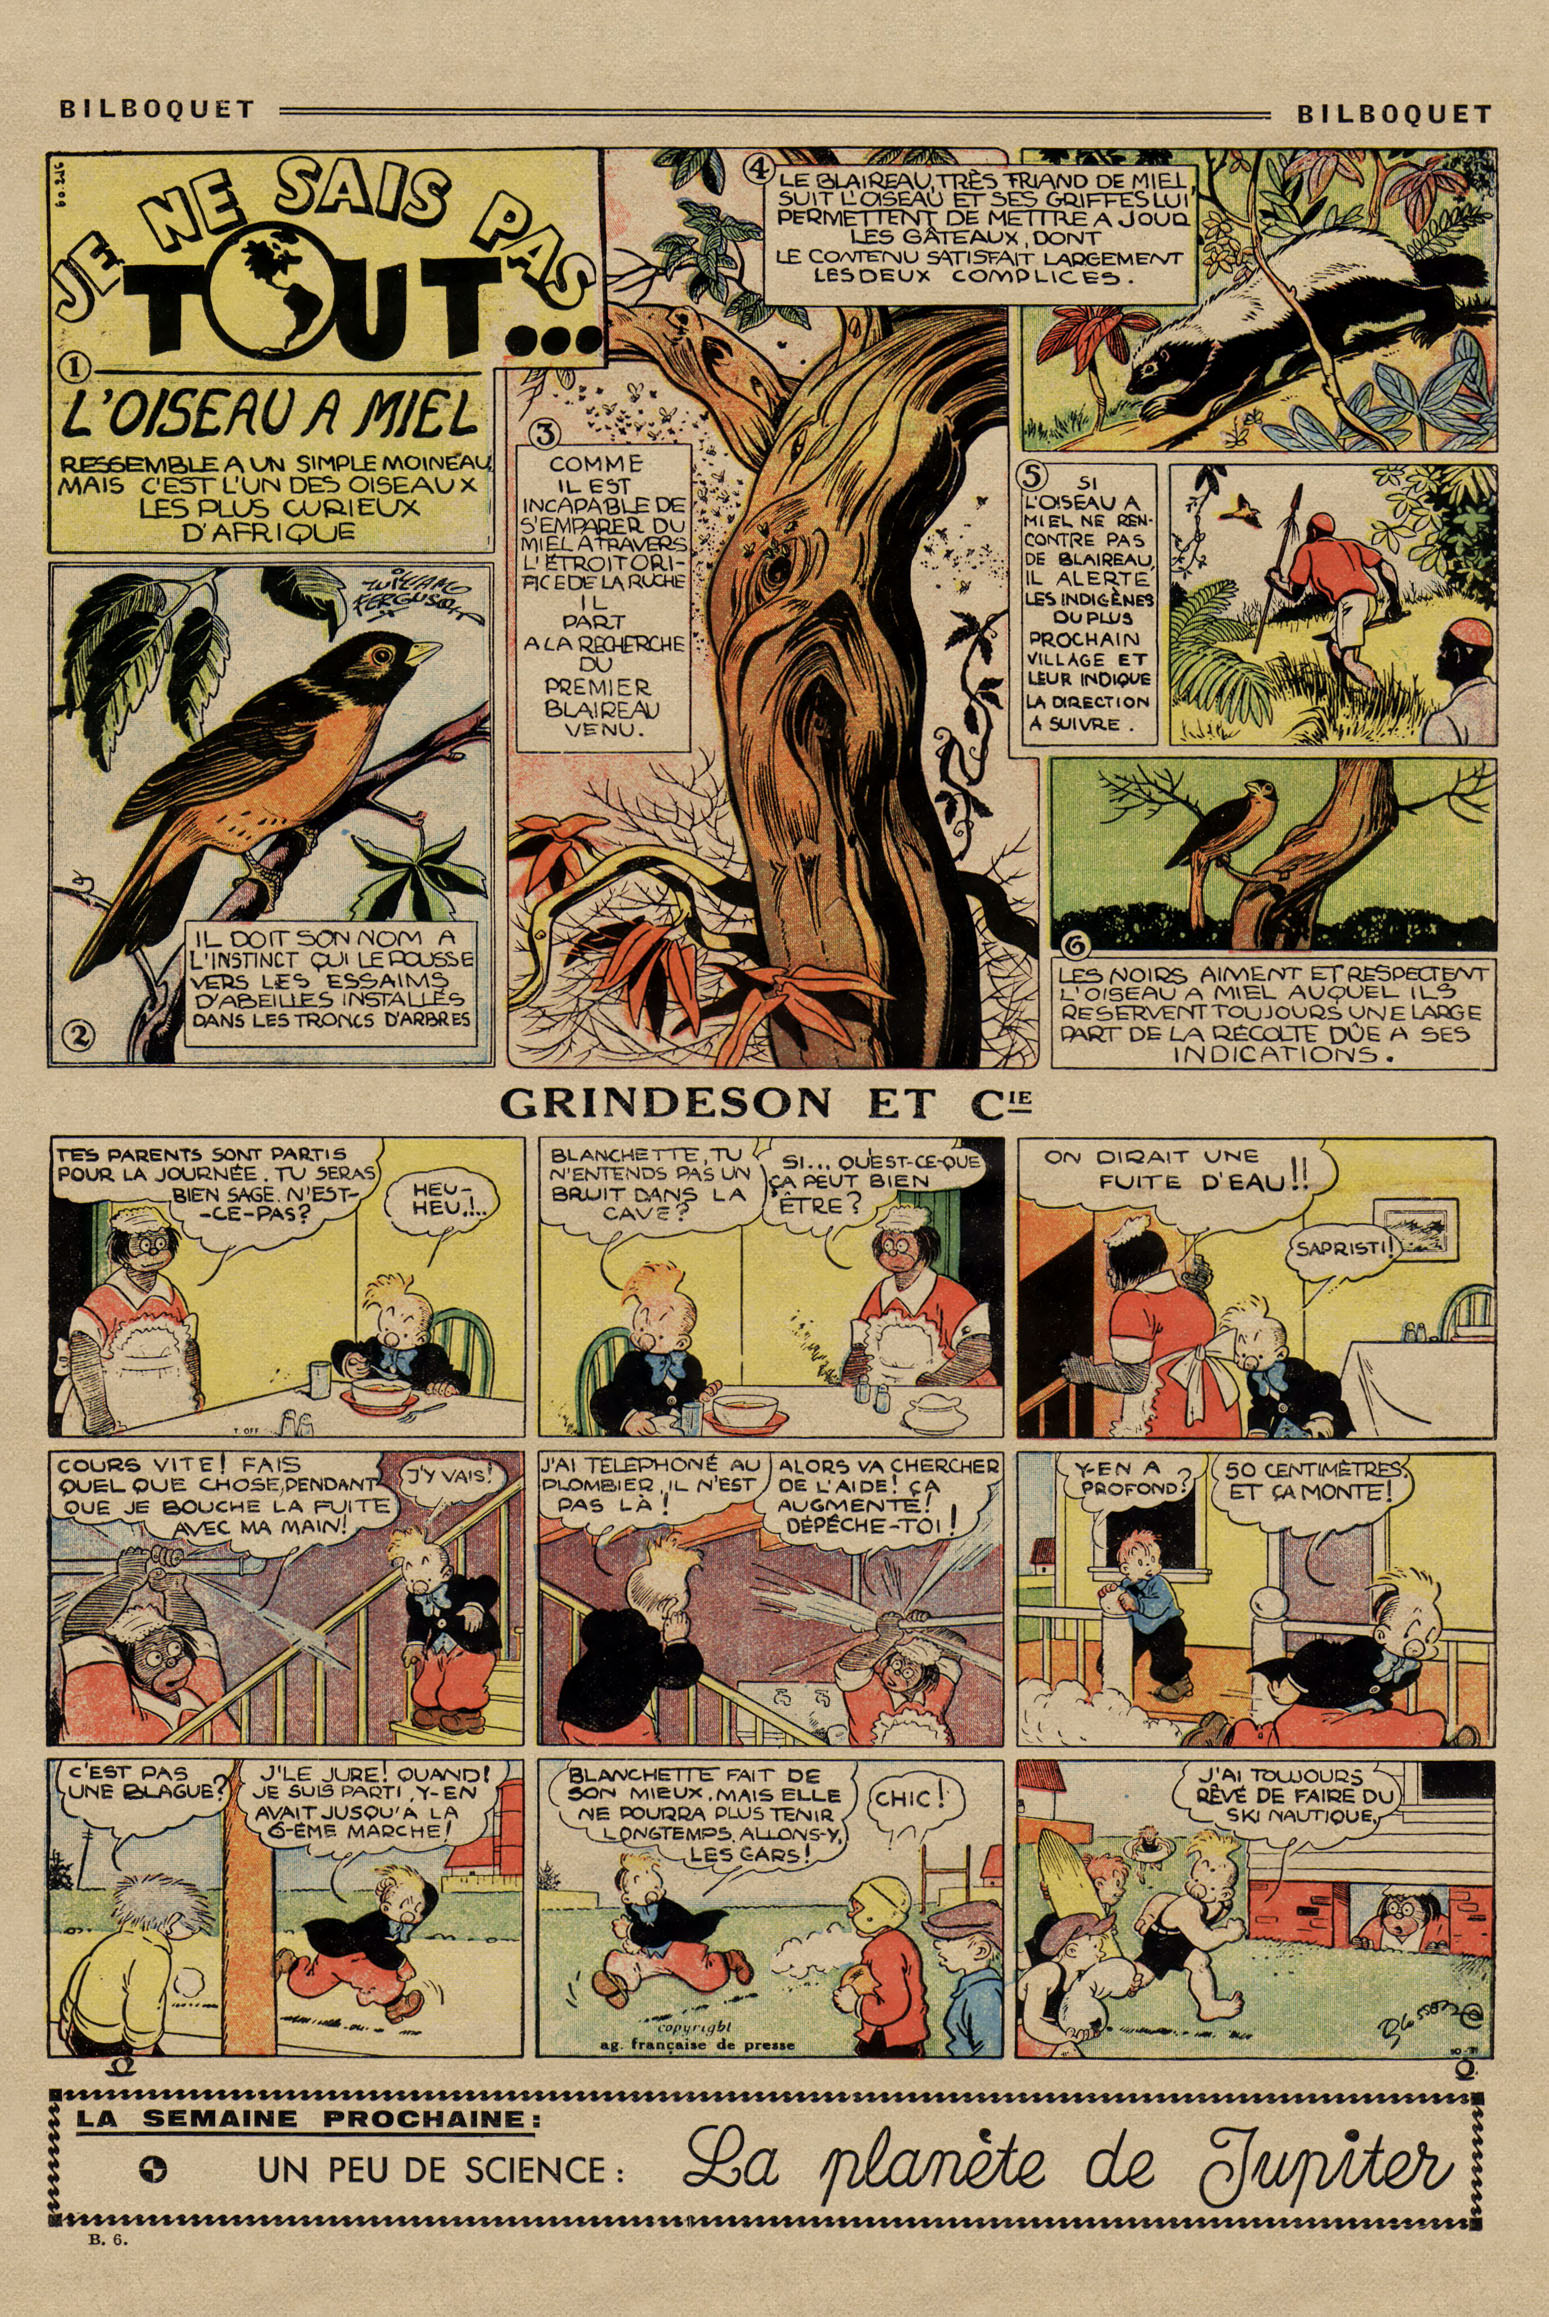 BILBOQUET
BILBOQUET
JE NE SAIS PAS
TOUT...
1
L'OISEAU A MIEL
RESSEMBLE A UN SIMPLE MOINEAU,
MAIS C'EST L'UN DES OISEAUX
LES PLUS CURIEUX
D'AFRIQUE
WILLIAM
FERGUSON
IL DOIT SON NOM A
L'INSTINCT QUI LE POUSSE
VERS LES ESSAIMS
D'ABEILLES INSTALLÉS
DANS LES TRONCS D'ARBRES
2
3
COMME
IL EST
INCAPABLE DE
S'EMPARER DU
MIEL A TRAVERS
L'ÉTROIT ORI-
FICE DE LA RUCHE
IL
PART
A LA RECHERCHE
DU
PREMIER
BLAIREAU
VENU.
4
LE BLAIREAU, TRÈS FRIAND DE MIEL,
SUIT L'OISEAU ET SES GRIFFES LUI
PERMETTENT DE METTRE A JOUR
LES GÂTEAUX, DONT
LE CONTENU SATISFAIT LARGEMENT
LES DEUX COMPLICES.
5
SI
L'OISEAU A
MIEL NE REN-
CONTRE PAS
DE BLAIREAU,
IL ALERTE
LES INDIGÈNES
DU PLUS
PROCHAIN
VILLAGE ET
LEUR INDIQUE
LA DIRECTION
A SUIVRE.
6
LES NOIRS AIMENT ET RESPECTENT
L'OISEAU A MIEL AUQUEL ILS
RESERVENT TOUJOURS UNE LARGE
PART DE LA RÉCOLTE DÛE A SES
INDICATIONS.
GRINDESON ET CIE
TES PARENTS SONT PARTIS
POUR LA JOURNÉE. TU SERAS
BIEN SAGE. N'EST-
-CE-PAS?
HEU-
HEU!..
T. OFF
BLANCHETTE, TU
N'ENTENDS PAS UN
BRUIT DANS LA
CAVE?
SI... QU'EST-CE-QUE
ÇA PEUT BIEN
ÊTRE?
ON DIRAIT UNE
FUITE D'EAU!!
SAPRISTI!
COURS VITE! FAIS
QUELQUE CHOSE, PENDANT
QUE JE BOUCHE LA FUITE
AVEC MA MAIN!
J'Y VAIS!
J'AI TELEPHONÉ AU
PLOMBIER, IL N'EST
PAS LÀ!
ALORS VA CHERCHER
DE L'AIDE! ÇA
AUGMENTE!
DÉPÊCHE-TOI!
Y-EN A
PROFOND?
50 CENTIMÈTRES,
ET ÇA MONTE!
C'EST PAS
UNE BLAGUE?
J'LE JURE! QUAND!
JE SUIS PARTI, Y-EN
AVAIT JUSQU'A LA
6-ÈME MARCHE!
BLANCHETTE FAIT DE
SON MIEUX, MAIS ELLE
NE POURRA PLUS TENIR
LONGTEMPS. ALLONS-Y,
LES GARS!
CHIC!
copyright
ag. française de presse
J'AI TOUJOURS
RÊVÉ DE FAIRE DU
SKI NAUTIQUE.
LA SEMAINE PROCHAINE:
UN PEU DE SCIENCE: La planète de Jupiter
B. 6.